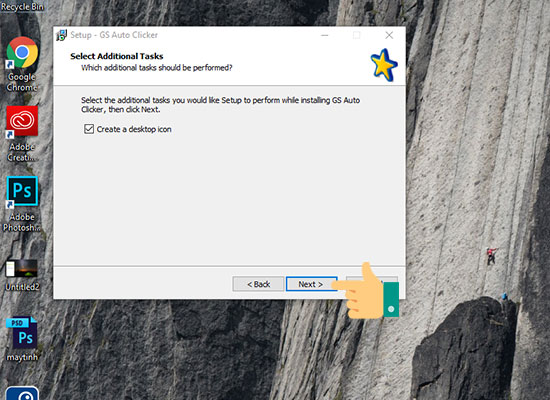 Recycle Bin
Google
Chrome
Adobe
Creati...
Ps
Adobe
Photosh...
Untitled2
PSD
Ps
maytinh
Setup - GS Auto Clicker
Select Additional Tasks
Which additional tasks should be performed?
Select the additional tasks you would like Setup to perform while installing GS Auto
Clicker, then click Next.
Create a desktop icon
< Back
Next >